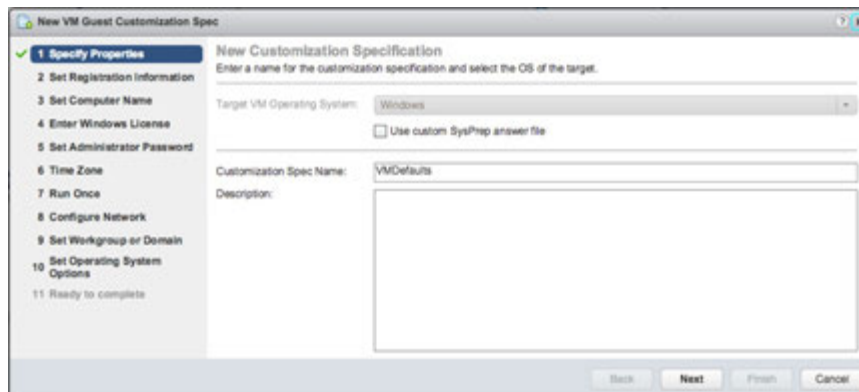 New VM Guest Customization Spec
?
1 Specify Properties
2 Set Registration Information
3 Set Computer Name
4 Enter Windows License
5 Set Administrator Password
6 Time Zone
7 Run Once
8 Configure Network
9 Set Workgroup or Domain
10 Set Operating System
Options
11 Ready to complete
New Customization Specification
Enter a name for the customization specification and select the OS of the target.
Target VM Operating System:
Windows
Use custom SysPrep answer file
Customization Spec Name:
VMDefaults
Description:
Back
Next
Finish
Cancel